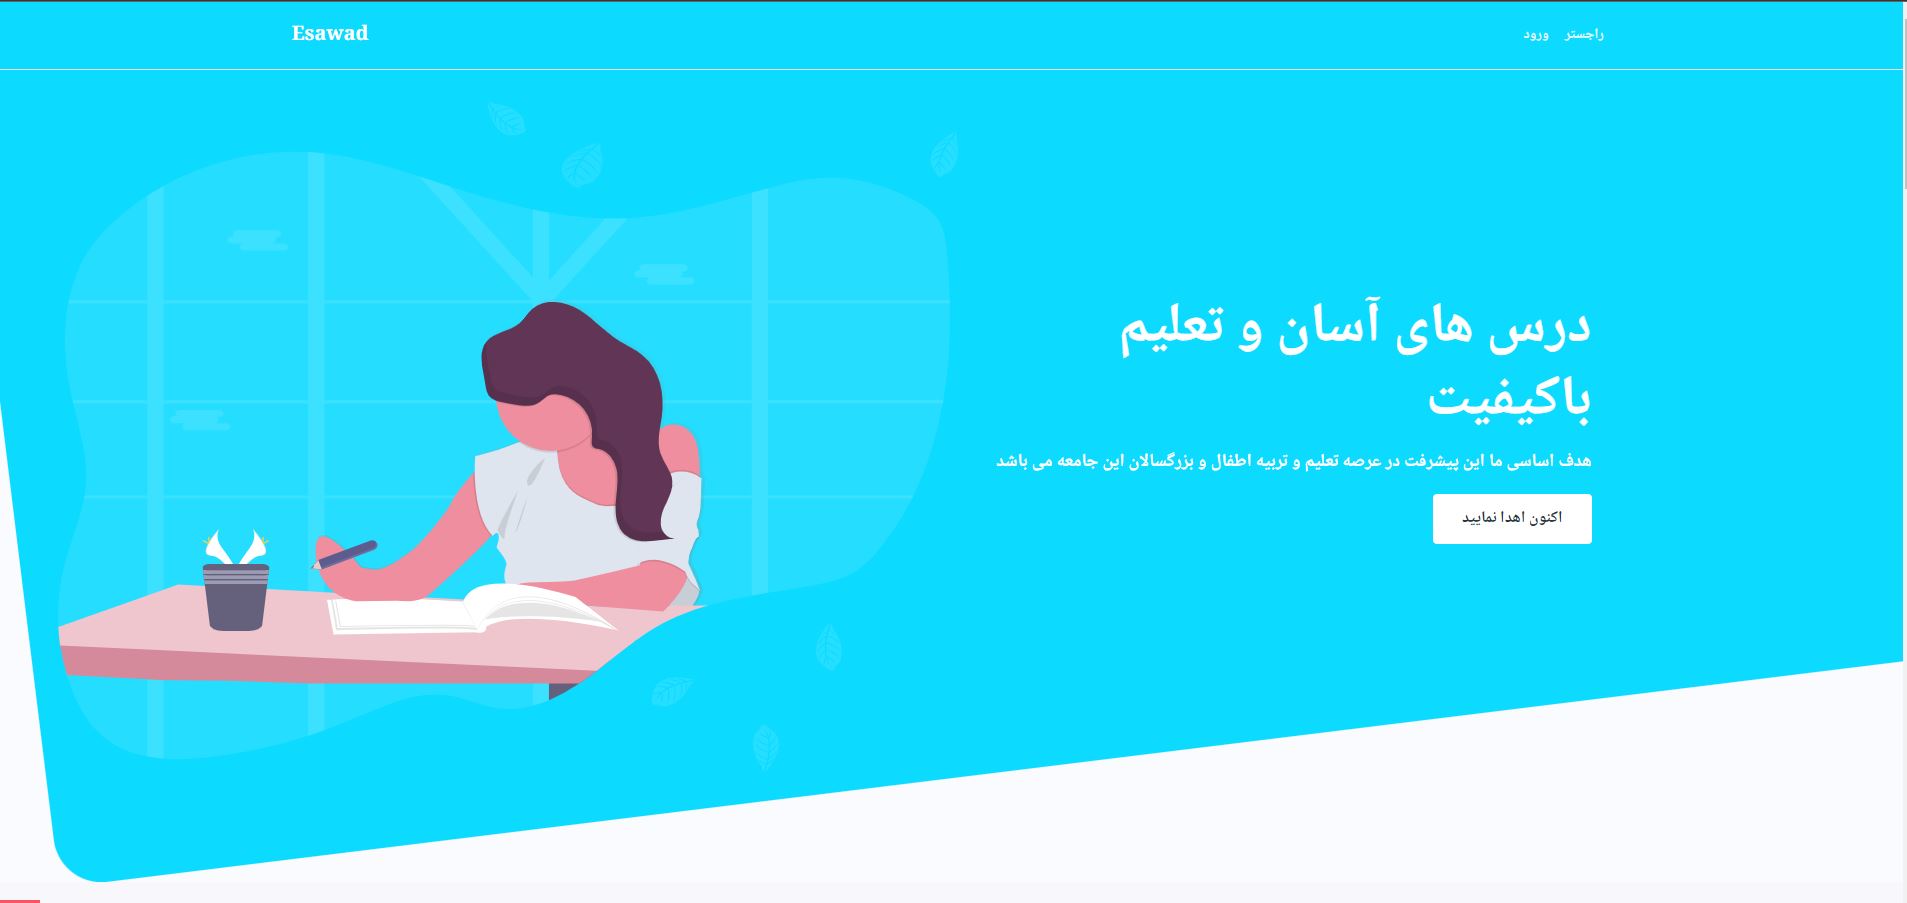 راجستر ورود
Esawad
درس های آسان و تعلیم
باکیفیت
هدف اساسی ما این پیشرفت در عرصه تعلیم و تربیه اطفال و بزرگسالان این جامعه می باشد
اکنون اهدا نمایید